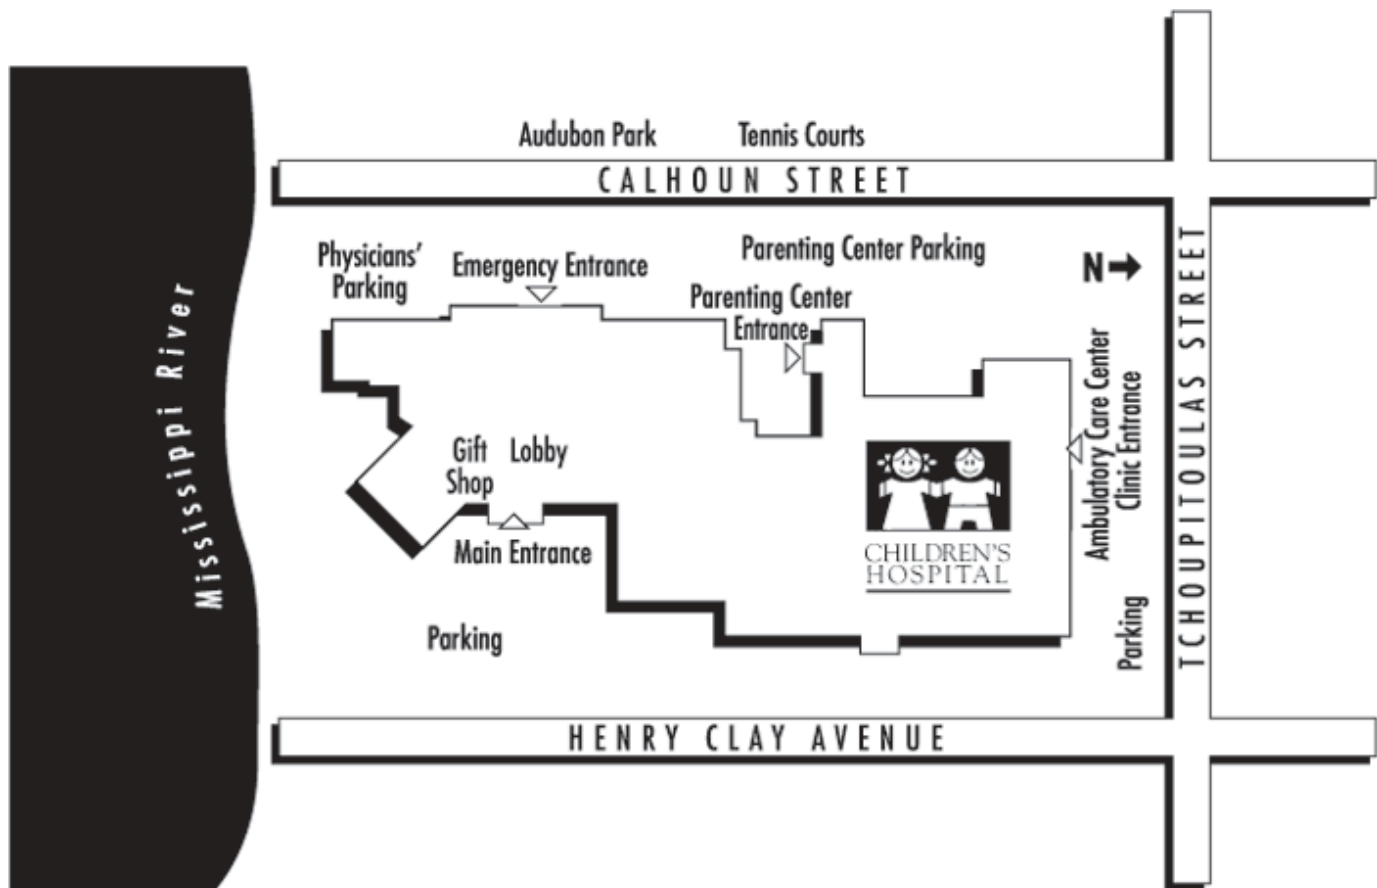 Audubon Park
Tennis Courts
CALHOUN STREET
Physicians'
Parking
Emergency Entrance
Parenting Center Parking
N
Parenting Center
Entrance
Mississippi River
TCHOUPITOULAS STREET
Ambulatory Care Center
Clinic Entrance
Gift
Shop
Lobby
Main Entrance
CHILDREN'S
HOSPITAL
Parking
Parking
HENRY CLAY AVENUE